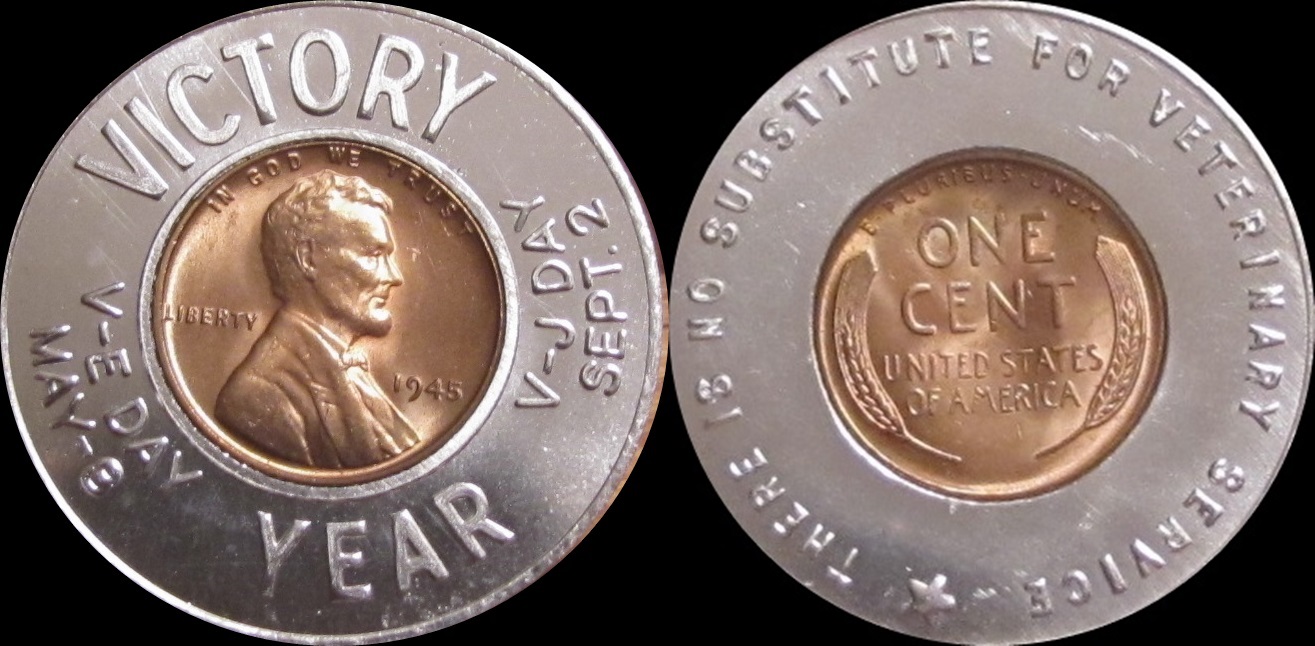 VICTORY
YEAR
V-E DAY
MAY-8
V-J DAY
SEPT. 2
IN GOD WE TRUST
LIBERTY
1945
THERE IS NO SUBSTITUTE FOR VETERINARY SERVICE
E·PLURIBUS·UNUM
ONE
CENT
UNITED STATES
OF AMERICA